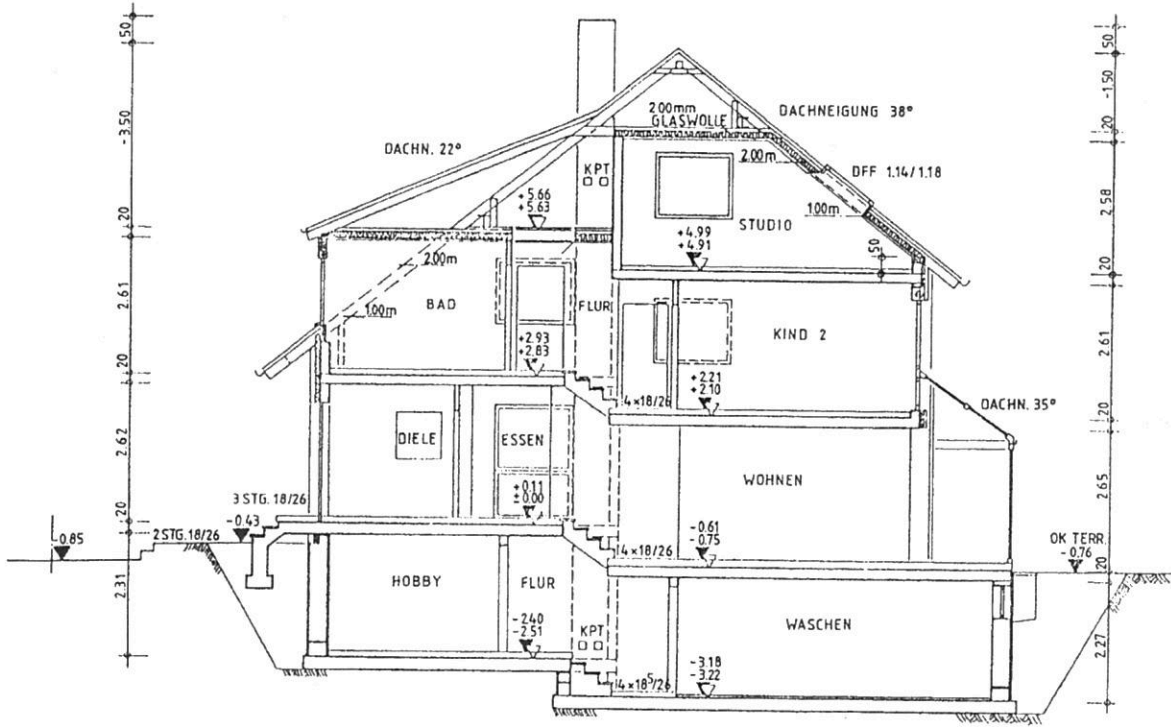 50
3.50
20
2.61
20
2.62
20
2.31
50
1.50
20
2.58
20
2.61
20
2.65
20
2.27
200mm
GLASWOLLE
DACHNEIGUNG 38°
DACHN. 22°
2.00m
DFF 1.14/1.18
KPT
100m
+5.66
+5.63
STUDIO
+4.99
+4.91
50
2.00m
BAD
FLUR
KIND 2
1.00m
+2.93
+2.83
+2.21
+2.10
4×18/26
DACHN. 35°
DIELE
ESSEN
WOHNEN
+0.11
±0.00
3 STG. 18/26
-0.43
2 STG. 18/26
-0.85
-0.61
-0.75
4×18/26
OK TERR.
-0.76
HOBBY
FLUR
WASCHEN
-2.40
-2.51
KPT
-3.18
-3.22
4×18⁵/26